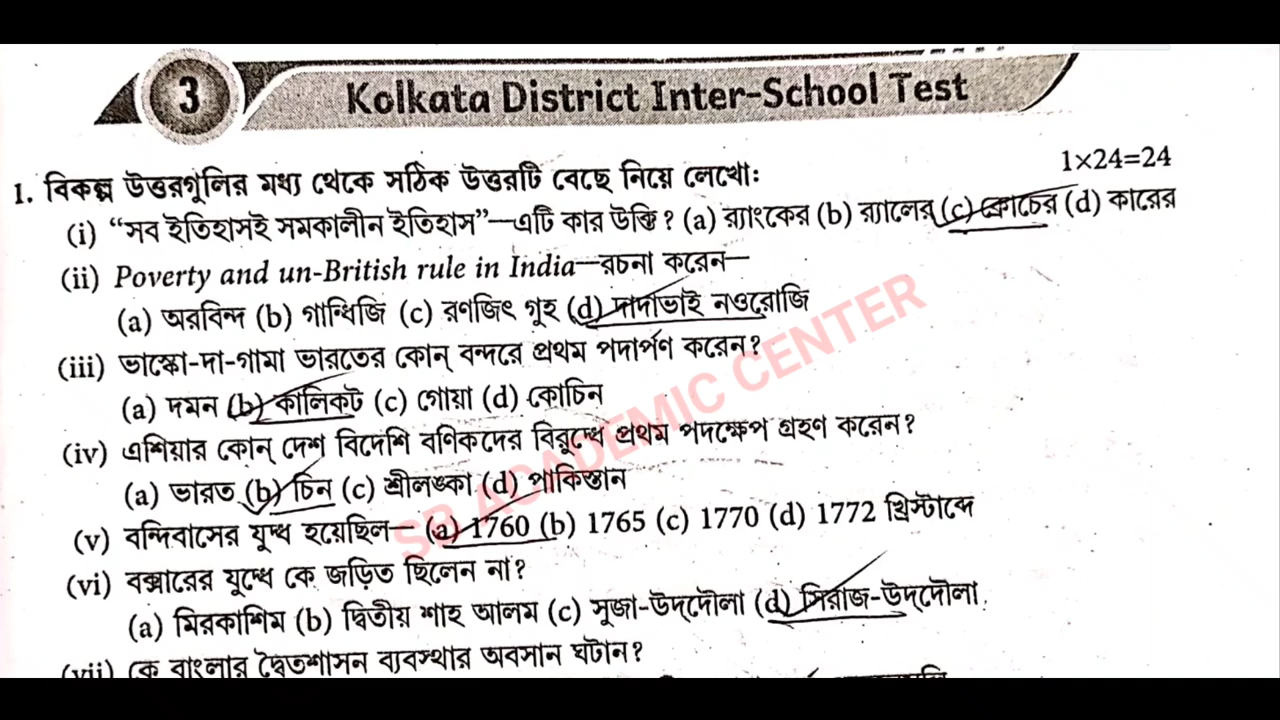 3
Kolkata District Inter-School Test
1. বিকল্প উত্তরগুলির মধ্য থেকে সঠিক উত্তরটি বেছে নিয়ে লেখো: 1×24=24
(i) “সব ইতিহাসই সমকালীন ইতিহাস”—এটি কার উক্তি? (a) র‍্যাংকের (b) র‍্যালের (c) ক্রোচের (d) কারের
(ii) Poverty and un-British rule in India—রচনা করেন—
(a) অরবিন্দ (b) গান্ধিজি (c) রণজিৎ গুহ (d) দাদাভাই নওরোজি
(iii) ভাস্কো-দা-গামা ভারতের কোন্ বন্দরে প্রথম পদার্পণ করেন?
(a) দমন (b) কালিকট (c) গোয়া (d) কোচিন
(iv) এশিয়ার কোন্ দেশ বিদেশি বণিকদের বিরুদ্ধে প্রথম পদক্ষেপ গ্রহণ করেন?
(a) ভারত (b) চিন (c) শ্রীলঙ্কা (d) পাকিস্তান
(v) বন্দিবাসের যুদ্ধ হয়েছিল— (a) 1760 (b) 1765 (c) 1770 (d) 1772 খ্রিস্টাব্দে
(vi) বক্সারের যুদ্ধে কে জড়িত ছিলেন না?
(a) মিরকাশিম (b) দ্বিতীয় শাহ আলম (c) সুজা-উদ্‌দৌলা (d) সিরাজ-উদ্‌দৌলা
(vii) কে বাংলার দ্বৈতশাসন ব্যবস্থার অবসান ঘটান?
SB ACADEMIC CENTER